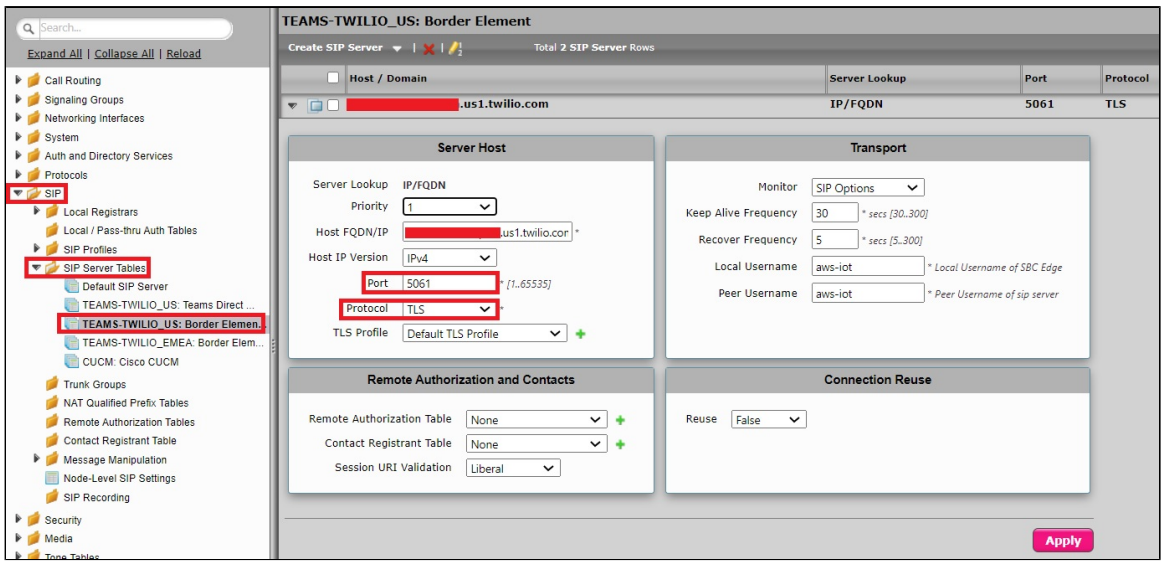 Search...
Expand All | Collapse All | Reload
Call Routing
Signaling Groups
Networking Interfaces
System
Auth and Directory Services
Protocols
SIP
Local Registrars
Local / Pass-thru Auth Tables
SIP Profiles
SIP Server Tables
Default SIP Server
TEAMS-TWILIO_US: Teams Direct ...
TEAMS-TWILIO_US: Border Elemen...
TEAMS-TWILIO_EMEA: Border Elem...
CUCM: Cisco CUCM
Trunk Groups
NAT Qualified Prefix Tables
Remote Authorization Tables
Contact Registrant Table
Message Manipulation
Node-Level SIP Settings
SIP Recording
Security
Media
Tone Tables
TEAMS-TWILIO_US: Border Element
Create SIP Server | | Total 2 SIP Server Rows
Host / Domain Server Lookup Port Protocol
.us1.twilio.com IP/FQDN 5061 TLS
Server Host
Server Lookup IP/FQDN
Priority 1
Host FQDN/IP .us1.twilio.cor *
Host IP Version IPv4
Port 5061 * [1..65535]
Protocol TLS *
TLS Profile Default TLS Profile
Transport
Monitor SIP Options
Keep Alive Frequency 30 * secs [30..300]
Recover Frequency 5 * secs [5..300]
Local Username aws-iot * Local Username of SBC Edge
Peer Username aws-iot * Peer Username of sip server
Remote Authorization and Contacts
Remote Authorization Table None
Contact Registrant Table None
Session URI Validation Liberal
Connection Reuse
Reuse False
Apply